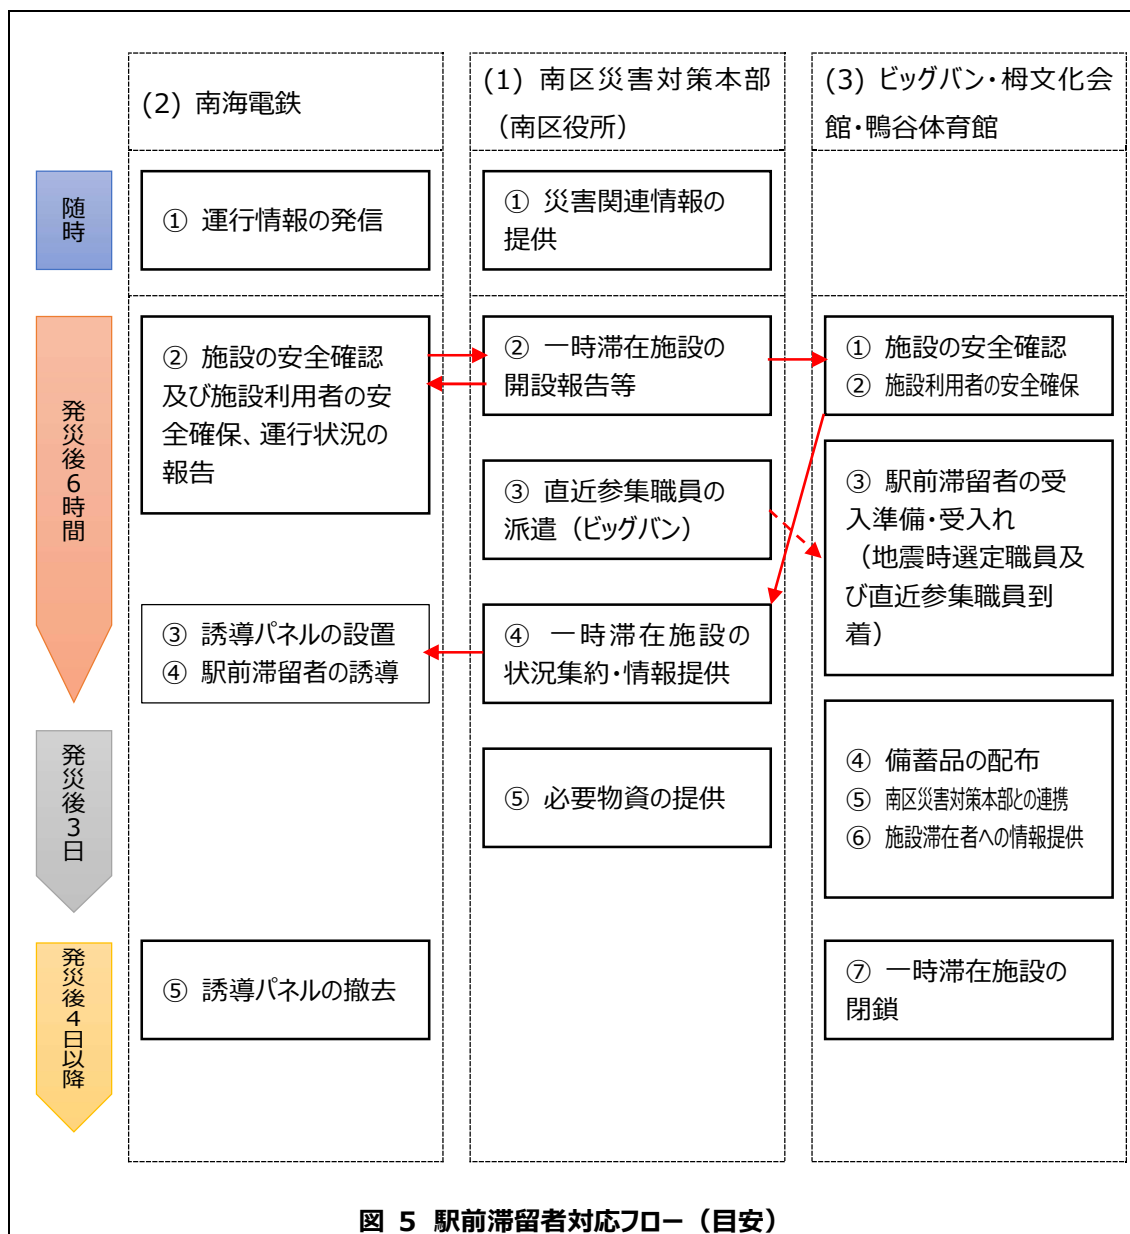 (2) 南海電鉄
(1) 南区災害対策本部
（南区役所）
(3) ビッグバン・栂文化会
館・鴨谷体育館
随時
① 運行情報の発信
① 災害関連情報の
提供
発災後6時間
② 施設の安全確認
及び施設利用者の安
全確保、運行状況の
報告
② 一時滞在施設の
開設報告等
① 施設の安全確認
② 施設利用者の安全確保
③ 直近参集職員の
派遣（ビッグバン）
③ 駅前滞留者の受
入準備・受入れ
（地震時選定職員及
び直近参集職員到
着）
③ 誘導パネルの設置
④ 駅前滞留者の誘導
④ 一時滞在施設の
状況集約・情報提供
発災後3日
⑤ 必要物資の提供
④ 備蓄品の配布
⑤ 南区災害対策本部との連携
⑥ 施設滞在者への情報提供
発災後4日以降
⑤ 誘導パネルの撤去
⑦ 一時滞在施設の
閉鎖
図 5 駅前滞留者対応フロー（目安）